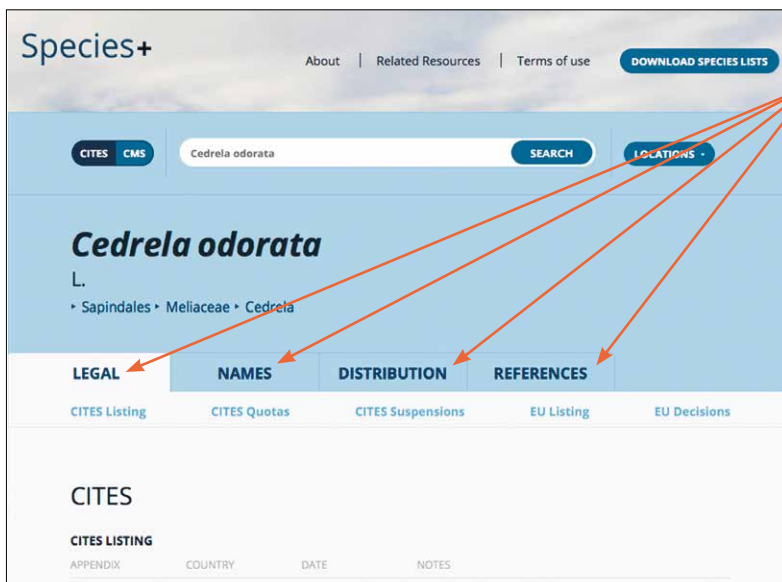 Species+
About | Related Resources | Terms of use DOWNLOAD SPECIES LISTS
CITES CMS Cedrela odorata SEARCH LOCATIONS
Cedrela odorata
L.
‣ Sapindales ‣ Meliaceae ‣ Cedrela
LEGAL NAMES DISTRIBUTION REFERENCES
CITES Listing CITES Quotas CITES Suspensions EU Listing EU Decisions
CITES
CITES LISTING
APPENDIX COUNTRY DATE NOTES